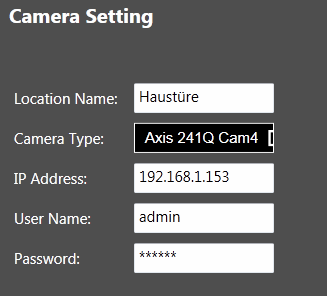 Camera Setting
Location Name: Haustüre
Camera Type: Axis 241Q Cam4
IP Address: 192.168.1.153
User Name: admin
Password: ******